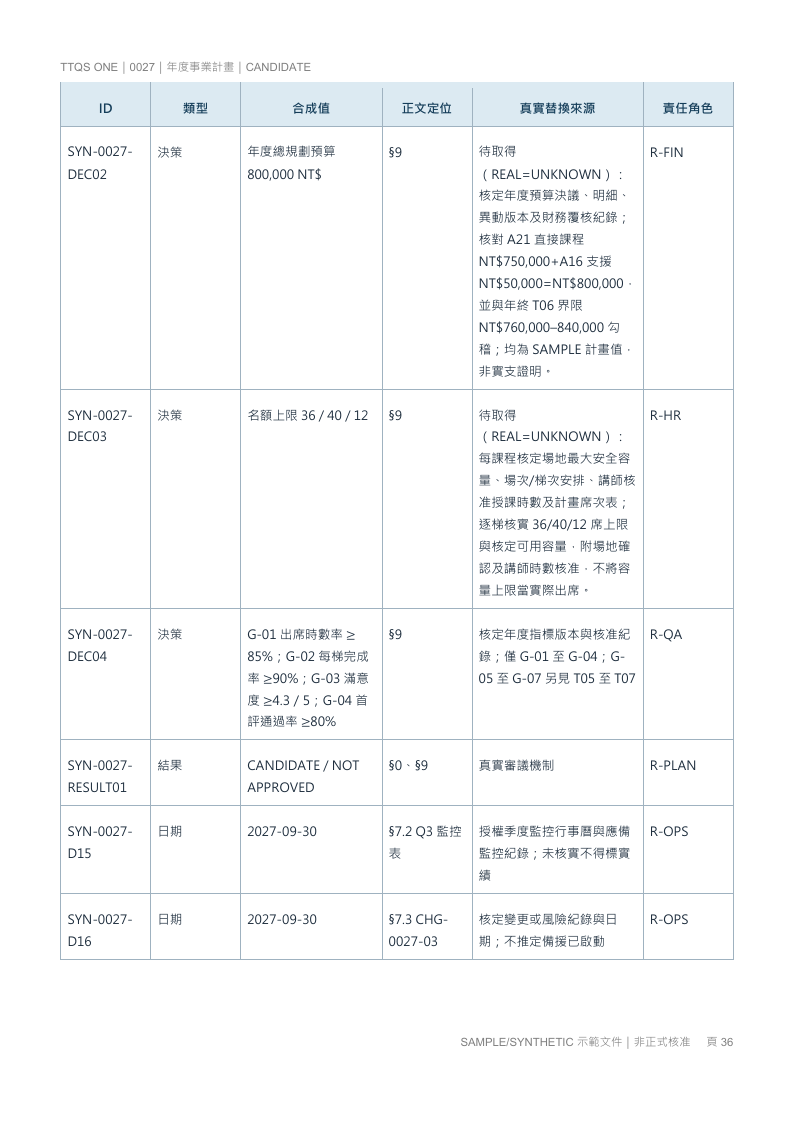 TTQS ONE｜0027｜年度事業計畫｜CANDIDATE
ID 類型 合成值 正文定位 真實替換來源 責任角色
SYN-0027-
DEC02
決策
年度總規劃預算
800,000 NT$
§9
待取得
（REAL=UNKNOWN）：
核定年度預算決議、明細、
異動版本及財務覆核紀錄；
核對 A21 直接課程
NT$750,000+A16 支援
NT$50,000=NT$800,000，
並與年終 T06 界限
NT$760,000–840,000 勾
稽；均為 SAMPLE 計畫值，
非實支證明。
R-FIN
SYN-0027-
DEC03
決策
名額上限 36 / 40 / 12
§9
待取得
（REAL=UNKNOWN）：
每課程核定場地最大安全容
量、場次/梯次安排、講師核
准授課時數及計畫席次表；
逐梯核實 36/40/12 席上限
與核定可用容量，附場地確
認及講師時數核准，不將容
量上限當實際出席。
R-HR
SYN-0027-
DEC04
決策
G-01 出席時數率 ≥
85%；G-02 每梯完成
率 ≥90%；G-03 滿意
度 ≥4.3 / 5；G-04 首
評通過率 ≥80%
§9
核定年度指標版本與核准紀
錄；僅 G-01 至 G-04；G-
05 至 G-07 另見 T05 至 T07
R-QA
SYN-0027-
RESULT01
結果
CANDIDATE / NOT
APPROVED
§0、§9
真實審議機制
R-PLAN
SYN-0027-
D15
日期
2027-09-30
§7.2 Q3 監控
表
授權季度監控行事曆與應備
監控紀錄；未核實不得標實
績
R-OPS
SYN-0027-
D16
日期
2027-09-30
§7.3 CHG-
0027-03
核定變更或風險紀錄與日
期；不推定備援已啟動
R-OPS
SAMPLE/SYNTHETIC 示範文件｜非正式核准 頁 36